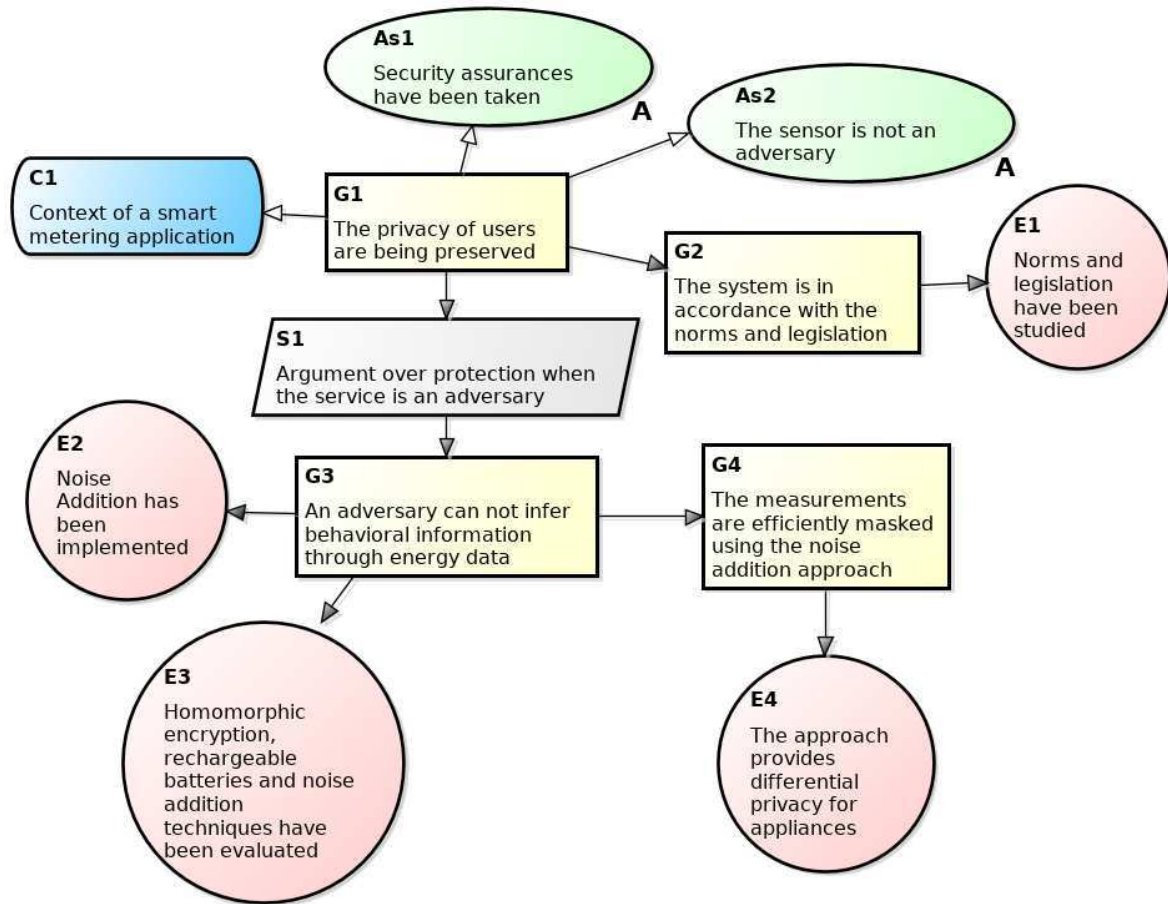 As1
Security assurances
have been taken
A
As2
The sensor is not an
adversary
A
C1
Context of a smart
metering application
G1
The privacy of users
are being preserved
G2
The system is in
accordance with the
norms and legislation
E1
Norms and
legislation
have been
studied
S1
Argument over protection when
the service is an adversary
E2
Noise
Addition has
been
implemented
G3
An adversary can not infer
behavioral information
through energy data
G4
The measurements
are efficiently masked
using the noise
addition approach
E3
Homomorphic
encryption,
rechargeable
batteries and noise
addition
techniques have
been evaluated
E4
The approach
provides
differential
privacy for
appliances